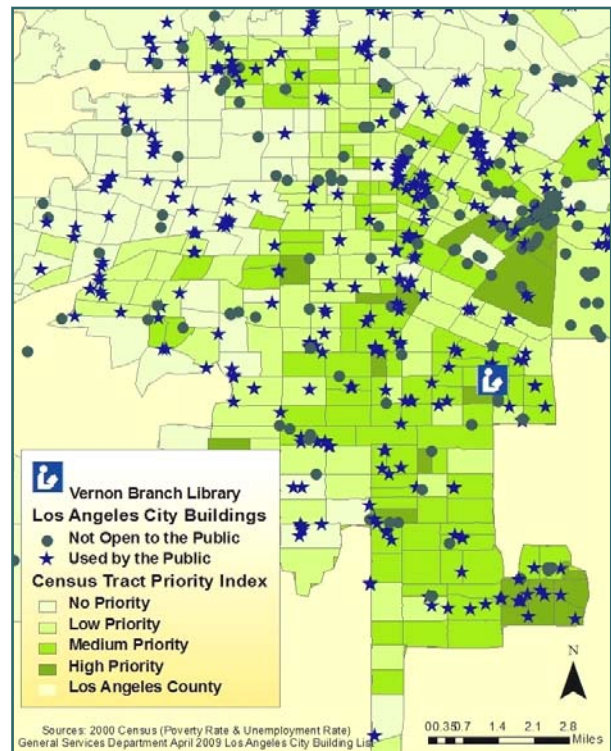 Vernon Branch Library
Los Angeles City Buildings
Not Open to the Public
Used by the Public
Census Tract Priority Index
No Priority
Low Priority
Medium Priority
High Priority
Los Angeles County
N
00.35 0.7 1.4 2.1 2.8
Miles
Sources: 2000 Census (Poverty Rate & Unemployment Rate)
General Services Department April 2009 Los Angeles City Building List